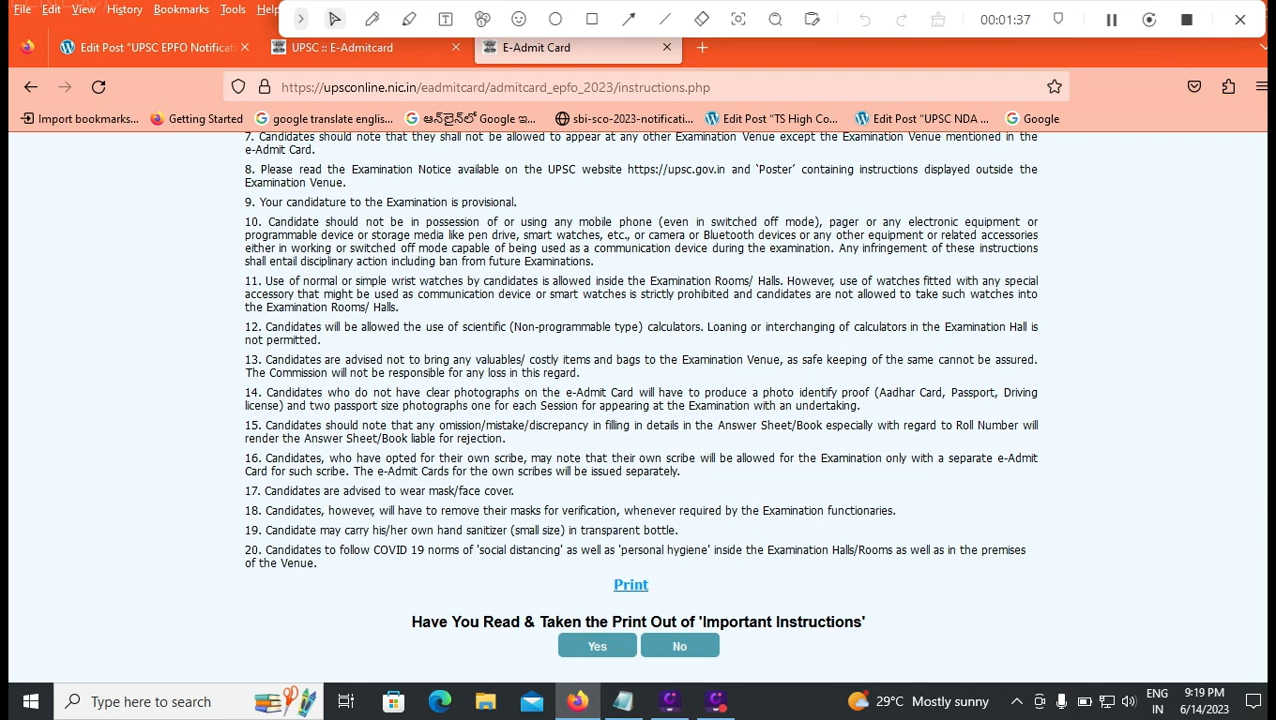 File Edit View History Bookmarks Tools Help
00:01:37
Edit Post "UPSC EPFO Notificat
UPSC :: E-Admitcard
E-Admit Card
https://upsconline.nic.in/eadmitcard/admitcard_epfo_2023/instructions.php
Import bookmarks... Getting Started google translate englis... ఆన్‌లైన్‌లో Google ఇ... sbi-sco-2023-notificati... Edit Post "TS High Co... Edit Post "UPSC NDA ... Google
7. Candidates should note that they shall not be allowed to appear at any other Examination Venue except the Examination Venue mentioned in the
e-Admit Card.
8. Please read the Examination Notice available on the UPSC website https://upsc.gov.in and ‘Poster’ containing instructions displayed outside the
Examination Venue.
9. Your candidature to the Examination is provisional.
10. Candidate should not be in possession of or using any mobile phone (even in switched off mode), pager or any electronic equipment or
programmable device or storage media like pen drive, smart watches, etc., or camera or Bluetooth devices or any other equipment or related accessories
either in working or switched off mode capable of being used as a communication device during the examination. Any infringement of these instructions
shall entail disciplinary action including ban from future Examinations.
11. Use of normal or simple wrist watches by candidates is allowed inside the Examination Rooms/ Halls. However, use of watches fitted with any special
accessory that might be used as communication device or smart watches is strictly prohibited and candidates are not allowed to take such watches into
the Examination Rooms/ Halls.
12. Candidates will be allowed the use of scientific (Non-programmable type) calculators. Loaning or interchanging of calculators in the Examination Hall is
not permitted.
13. Candidates are advised not to bring any valuables/ costly items and bags to the Examination Venue, as safe keeping of the same cannot be assured.
The Commission will not be responsible for any loss in this regard.
14. Candidates who do not have clear photographs on the e-Admit Card will have to produce a photo identify proof (Aadhar Card, Passport, Driving
license) and two passport size photographs one for each Session for appearing at the Examination with an undertaking.
15. Candidates should note that any omission/mistake/discrepancy in filling in details in the Answer Sheet/Book especially with regard to Roll Number will
render the Answer Sheet/Book liable for rejection.
16. Candidates, who have opted for their own scribe, may note that their own scribe will be allowed for the Examination only with a separate e-Admit
Card for such scribe. The e-Admit Cards for the own scribes will be issued separately.
17. Candidates are advised to wear mask/face cover.
18. Candidates, however, will have to remove their masks for verification, whenever required by the Examination functionaries.
19. Candidate may carry his/her own hand sanitizer (small size) in transparent bottle.
20. Candidates to follow COVID 19 norms of 'social distancing' as well as 'personal hygiene' inside the Examination Halls/Rooms as well as in the premises
of the Venue.
Print
Have You Read & Taken the Print Out of 'Important Instructions'
Yes No
Type here to search
29°C Mostly sunny
ENG
IN
9:19 PM
6/14/2023